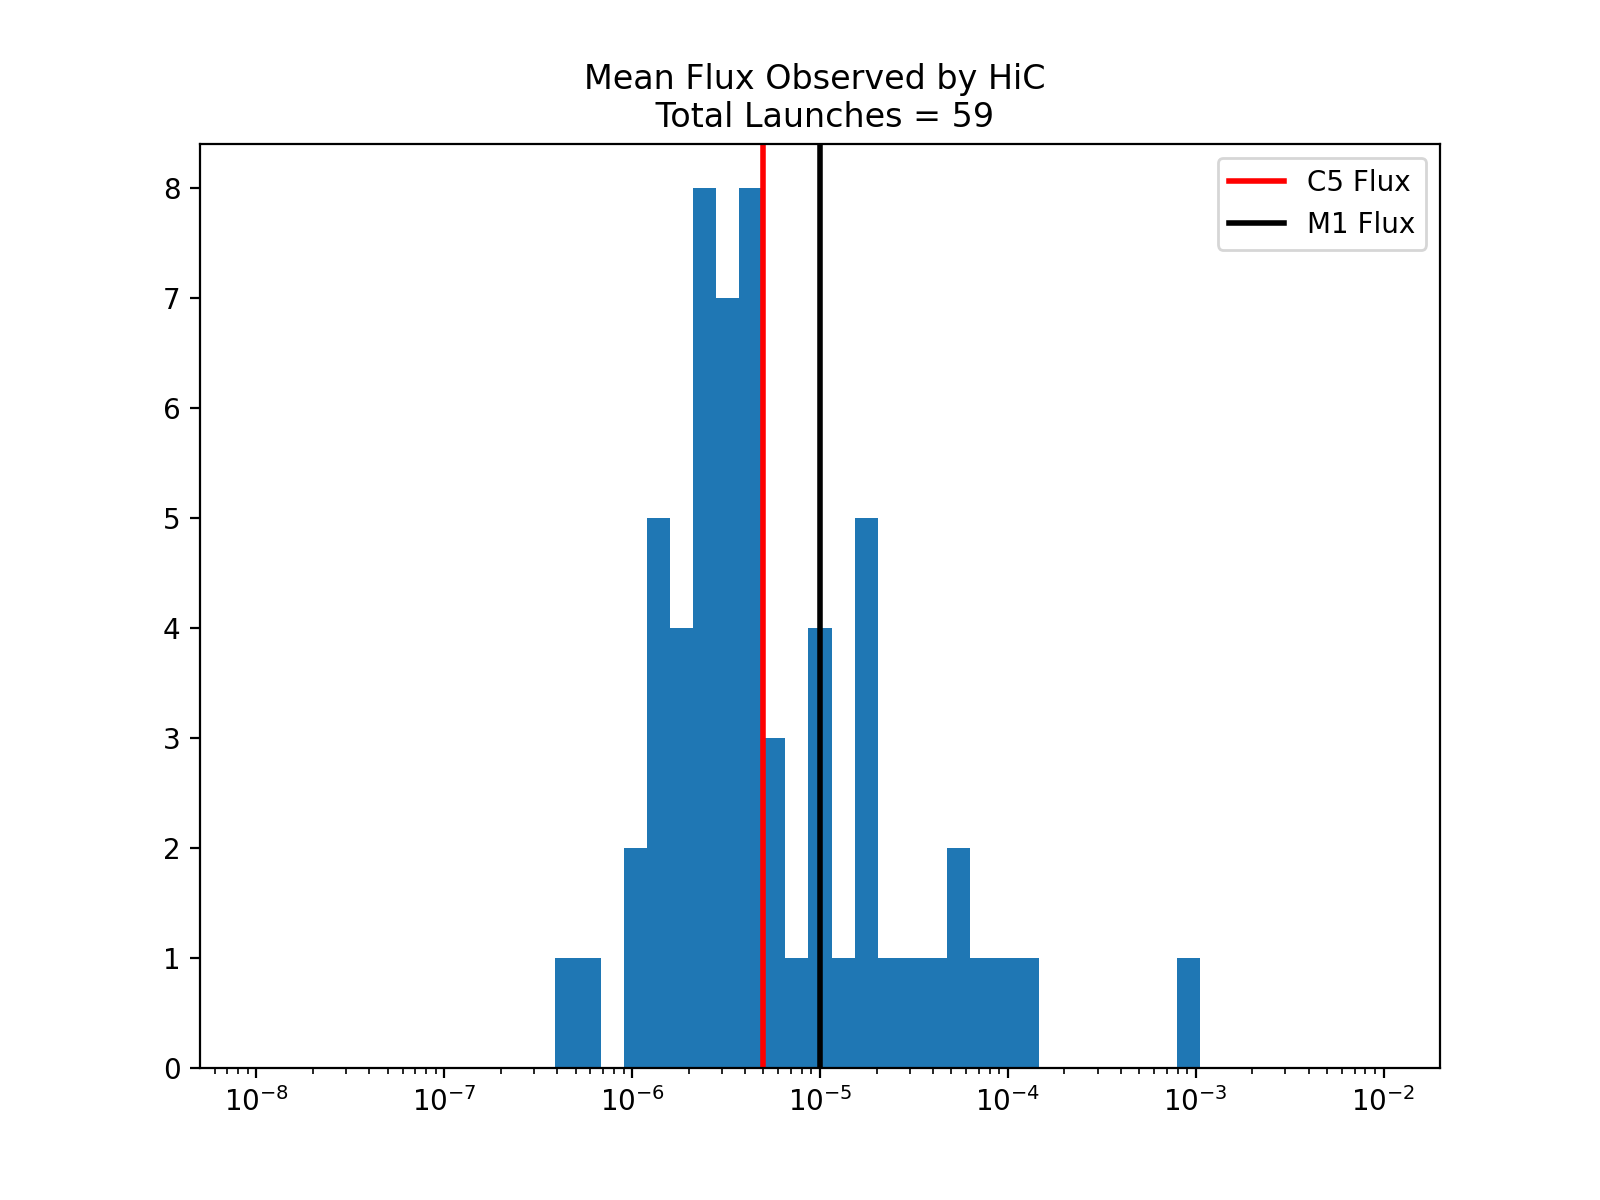 Mean Flux Observed by HiC
Total Launches = 59
C5 Flux
M1 Flux
8
7
6
5
4
3
2
1
0
10⁻⁸ 10⁻⁷ 10⁻⁶ 10⁻⁵ 10⁻⁴ 10⁻³ 10⁻²